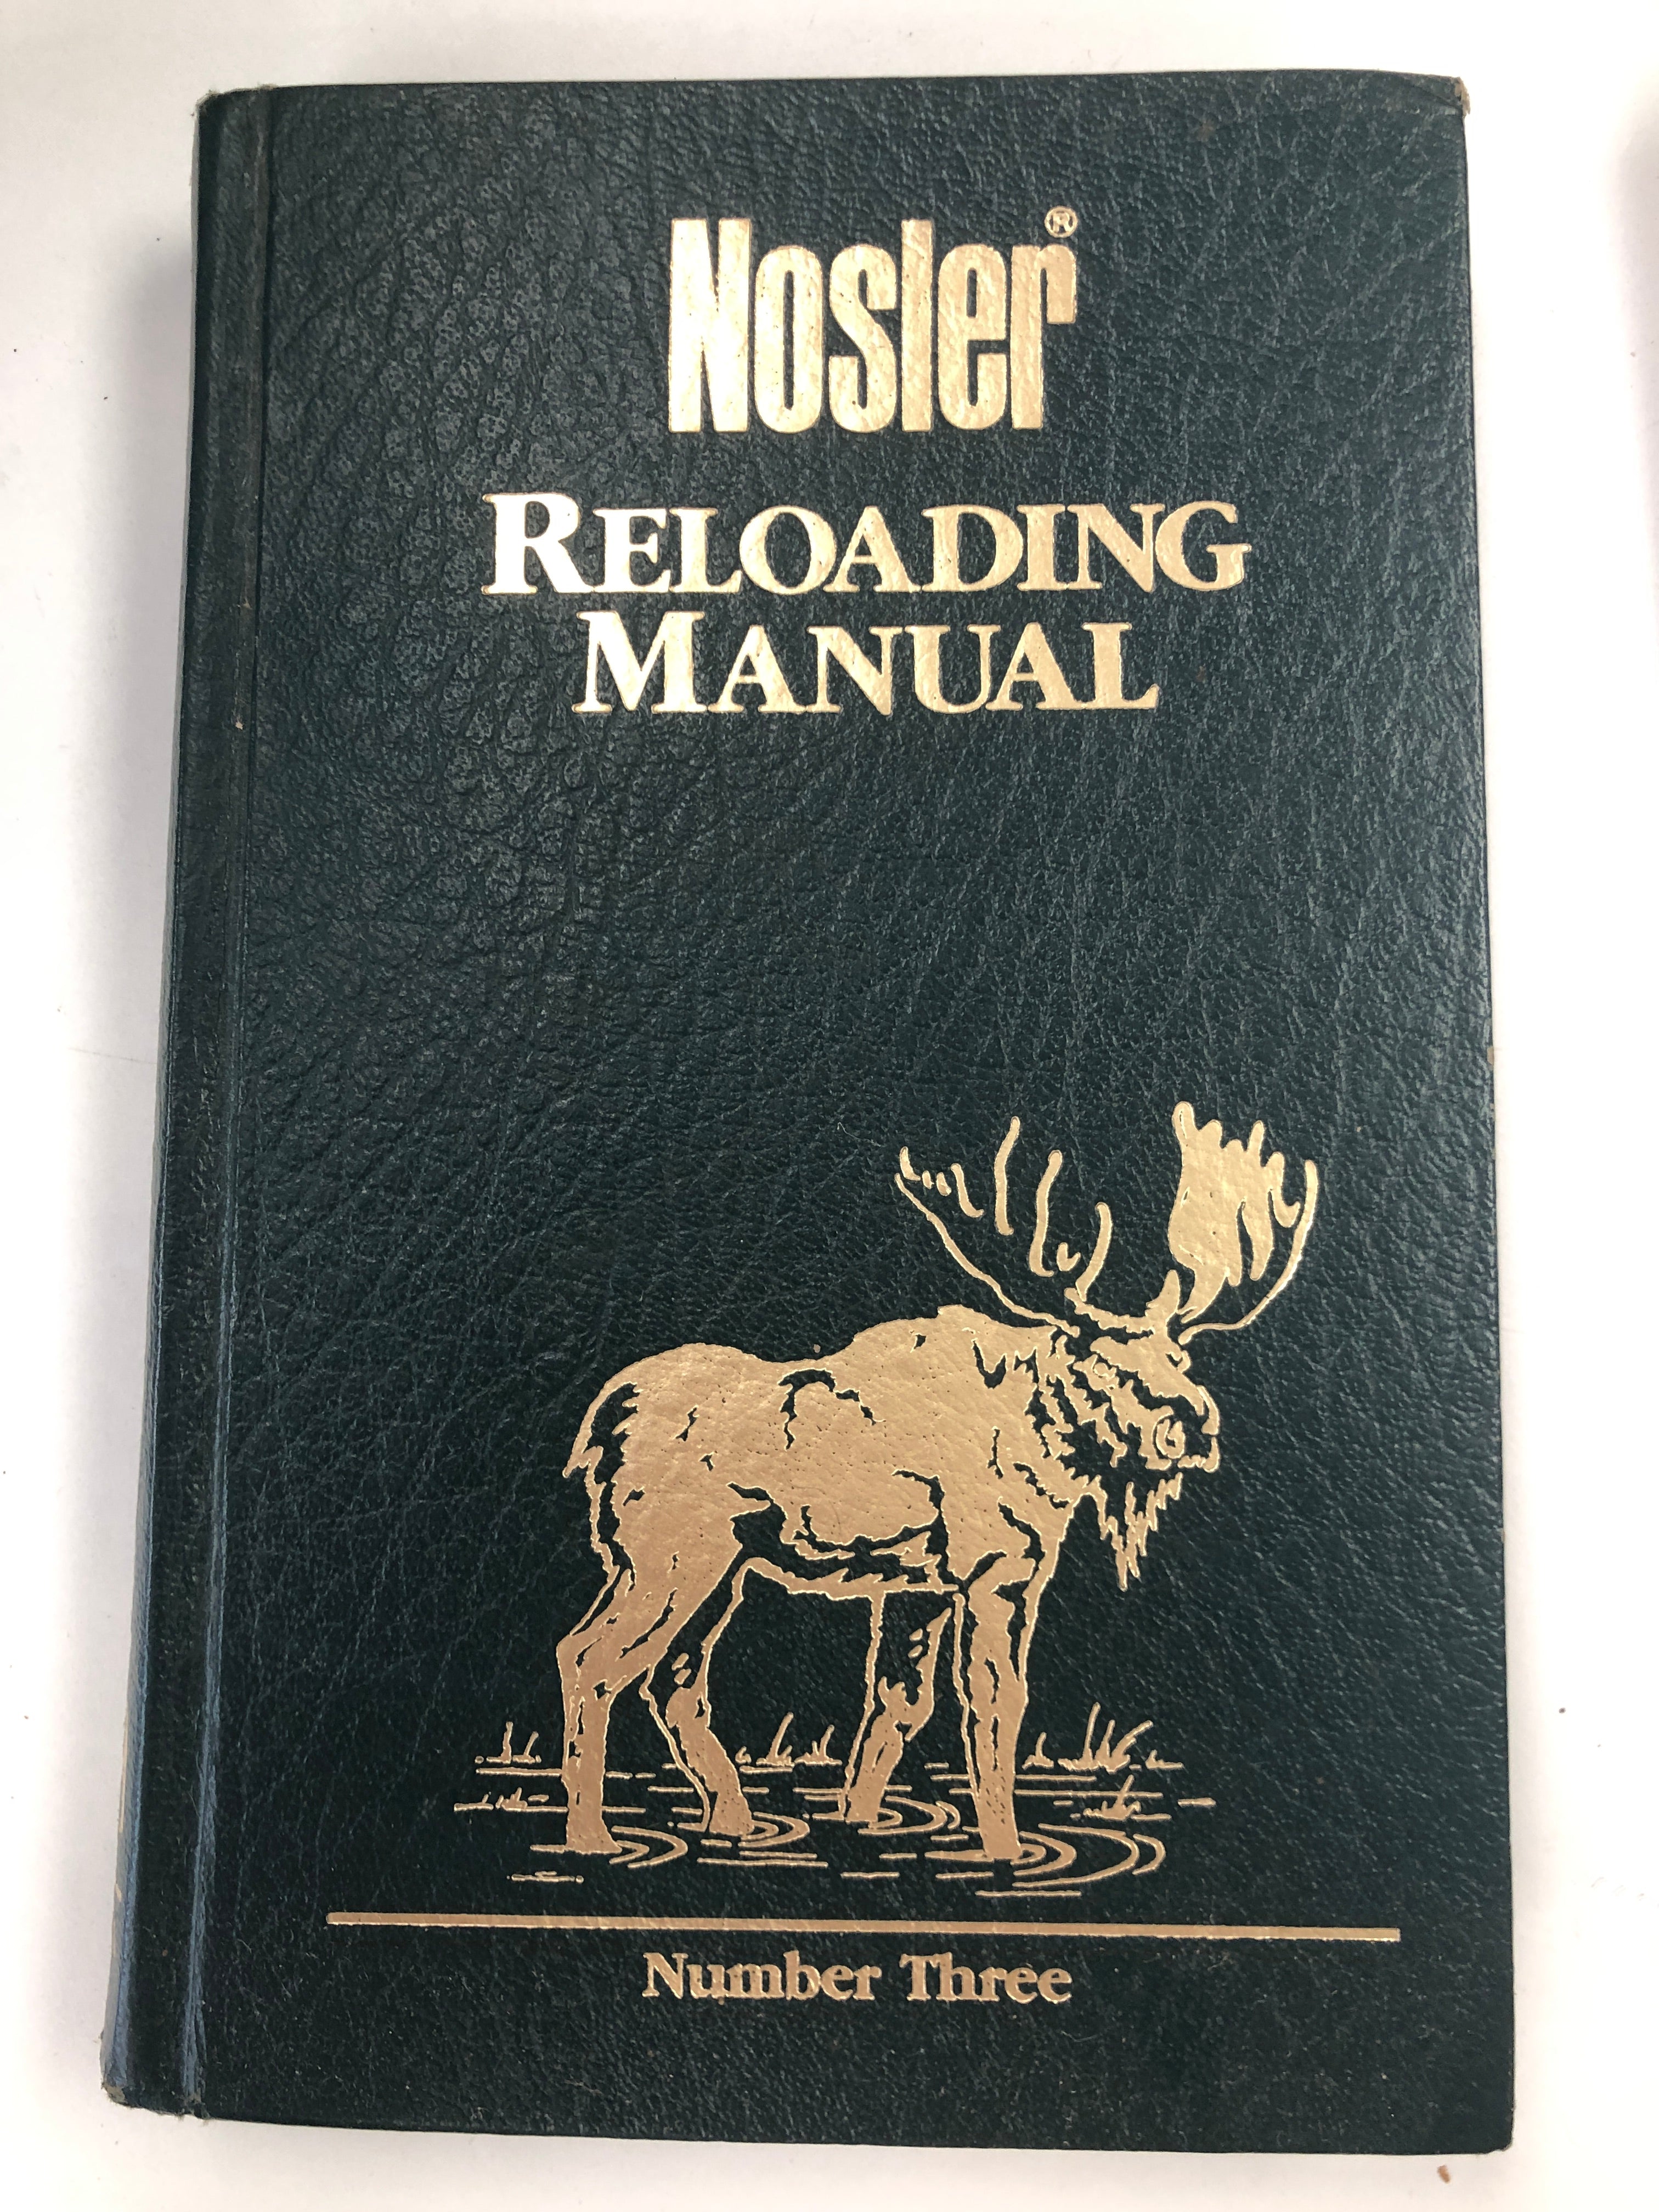 Nosler®
RELOADING
MANUAL
Number Three